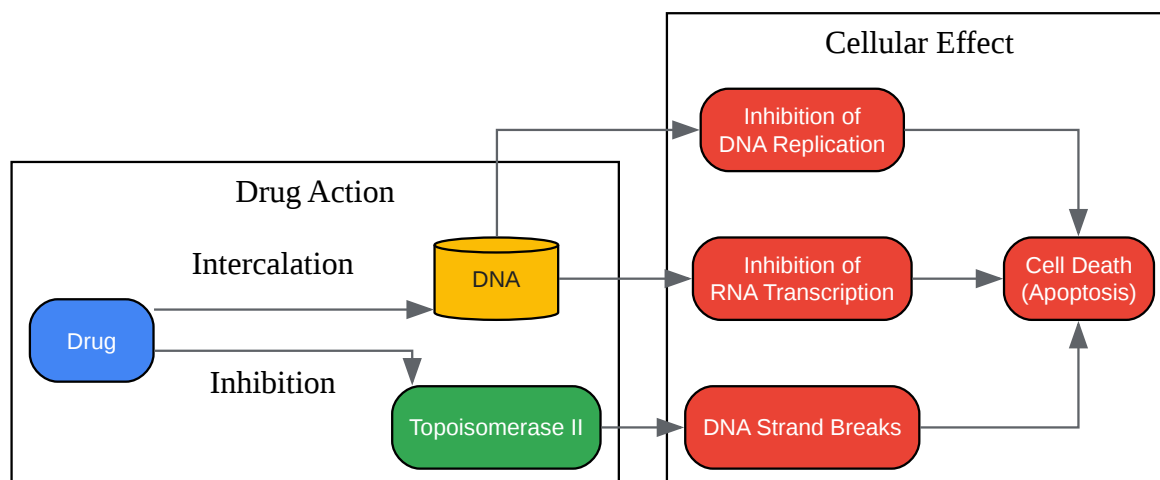 Cellular Effect
Inhibition of
DNA Replication
Drug Action
Intercalation
DNA
Inhibition of
RNA Transcription
Cell Death
(Apoptosis)
Drug
Inhibition
Topoisomerase II
DNA Strand Breaks